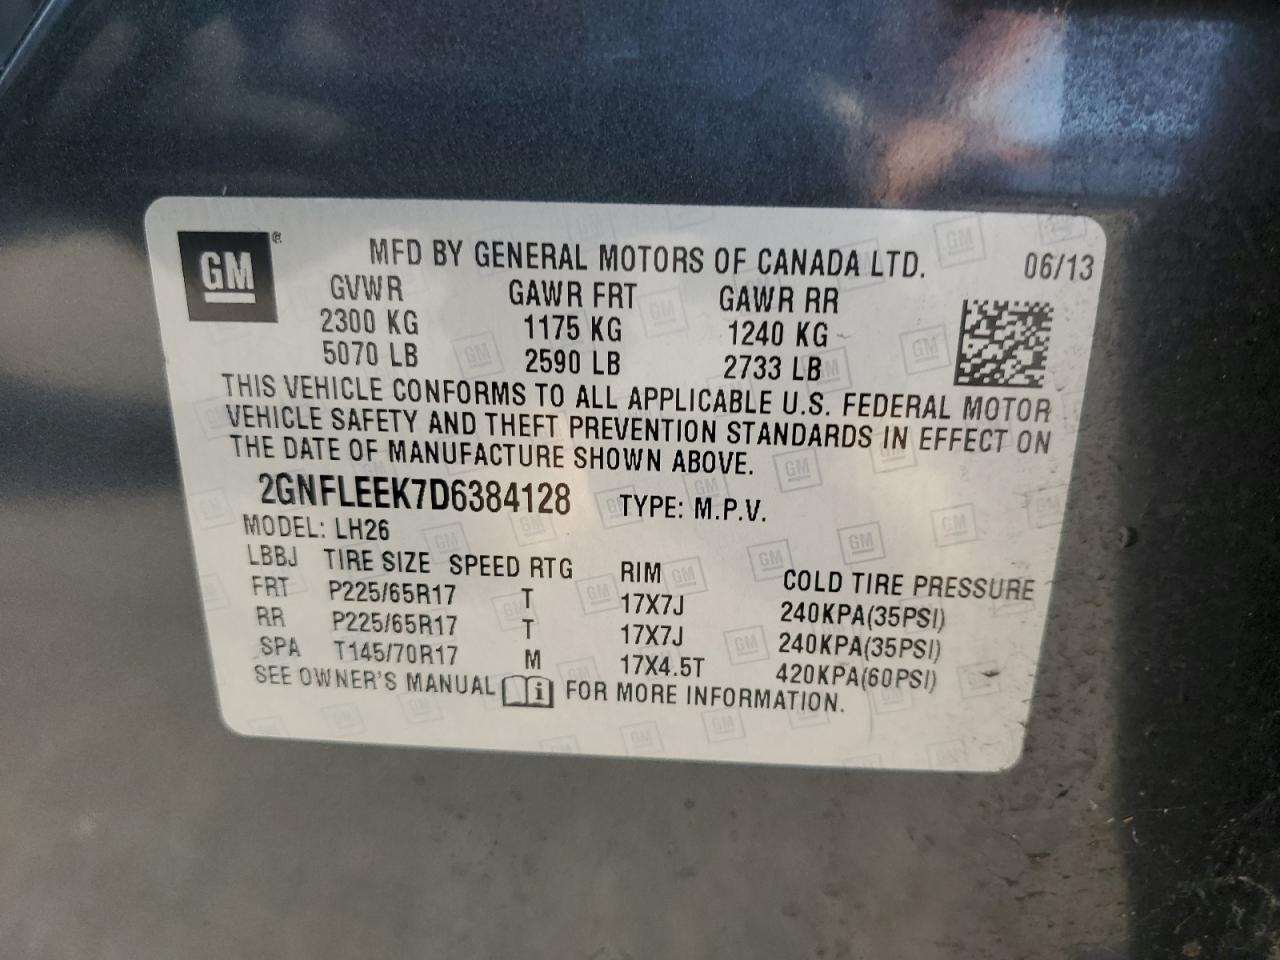 GM ®
MFD BY GENERAL MOTORS OF CANADA LTD. 06/13
GVWR GAWR FRT GAWR RR
2300 KG 1175 KG 1240 KG
5070 LB 2590 LB 2733 LB
THIS VEHICLE CONFORMS TO ALL APPLICABLE U.S. FEDERAL MOTOR
VEHICLE SAFETY AND THEFT PREVENTION STANDARDS IN EFFECT ON
THE DATE OF MANUFACTURE SHOWN ABOVE.
2GNFLEEK7D6384128 TYPE: M.P.V.
MODEL: LH26
LBBJ TIRE SIZE SPEED RTG RIM COLD TIRE PRESSURE
FRT P225/65R17 T 17X7J 240KPA(35PSI)
RR P225/65R17 T 17X7J 240KPA(35PSI)
SPA T145/70R17 M 17X4.5T 420KPA(60PSI)
SEE OWNER'S MANUAL i FOR MORE INFORMATION.